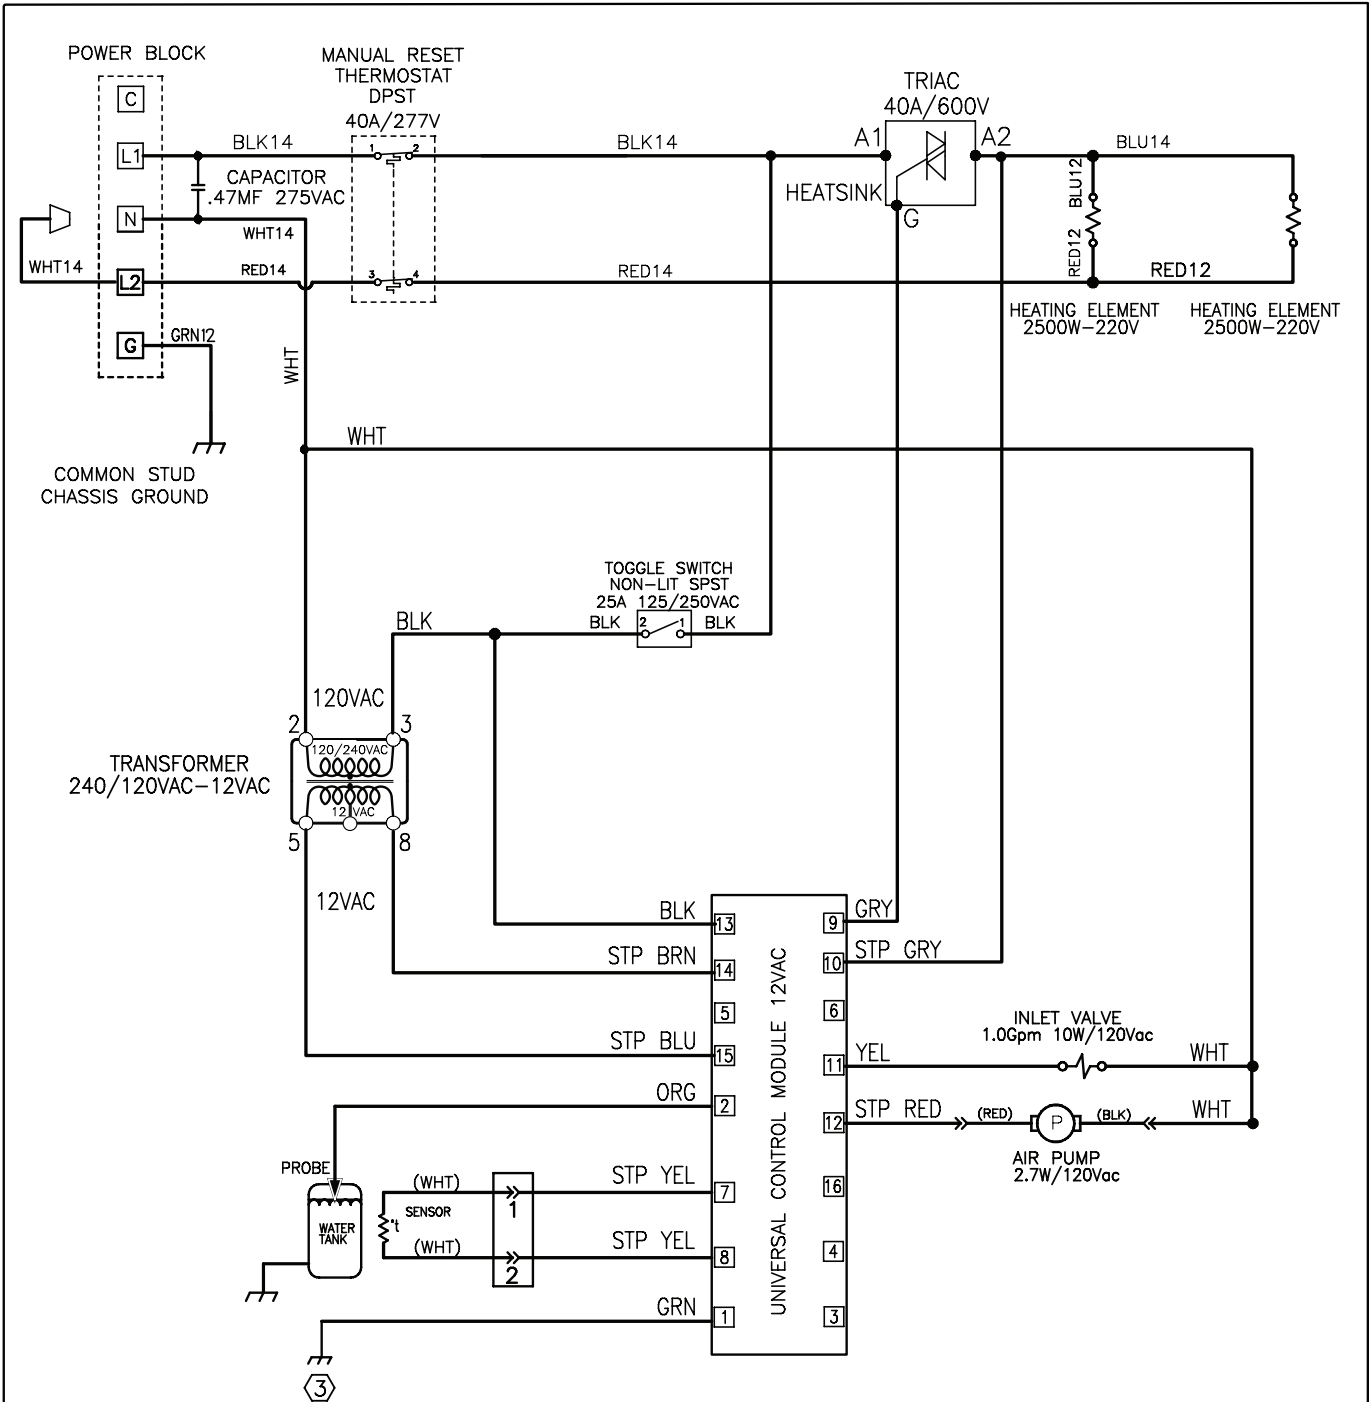 POWER BLOCK
C
L1
N
L2
G
WHT14
BLK14
CAPACITOR
.47MF 275VAC
WHT14
RED14
GRN12
WHT
COMMON STUD
CHASSIS GROUND
MANUAL RESET
THERMOSTAT
DPST
40A/277V
1 2
3 4
BLK14
RED14
TRIAC
40A/600V
A1
A2
HEATSINK
G
BLU14
BLU12
RED12
RED12
HEATING ELEMENT
2500W-220V
HEATING ELEMENT
2500W-220V
WHT
TOGGLE SWITCH
NON-LIT SPST
25A 125/250VAC
BLK
2 1
BLK
BLK
120VAC
2
3
120/240VAC
TRANSFORMER
240/120VAC-12VAC
12 VAC
5
8
12VAC
BLK
13
STP BRN
14
5
STP BLU
15
ORG
2
STP YEL
7
STP YEL
8
GRN
1
UNIVERSAL CONTROL MODULE 12VAC
9
GRY
10
STP GRY
6
11
YEL
12
STP RED
16
4
3
INLET VALVE
1.0Gpm 10W/120Vac
WHT
(RED)
P
(BLK)
WHT
AIR PUMP
2.7W/120Vac
PROBE
WATER
TANK
(WHT)
SENSOR
°t
(WHT)
1
2
3